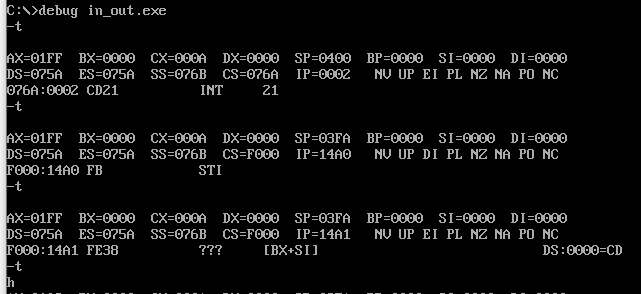 C:\>debug in_out.exe
-t
AX=01FF BX=0000 CX=000A DX=0000 SP=0400 BP=0000 SI=0000 DI=0000
DS=075A ES=075A SS=076B CS=076A IP=0002 NV UP EI PL NZ NA PO NC
076A:0002 CD21 INT 21
-t
AX=01FF BX=0000 CX=000A DX=0000 SP=03FA BP=0000 SI=0000 DI=0000
DS=075A ES=075A SS=076B CS=F000 IP=14A0 NV UP DI PL NZ NA PO NC
F000:14A0 FB STI
-t
AX=01FF BX=0000 CX=000A DX=0000 SP=03FA BP=0000 SI=0000 DI=0000
DS=075A ES=075A SS=076B CS=F000 IP=14A1 NV UP EI PL NZ NA PO NC
F000:14A1 FE38 ??? [BX+SI] DS:0000=CD
-t
h